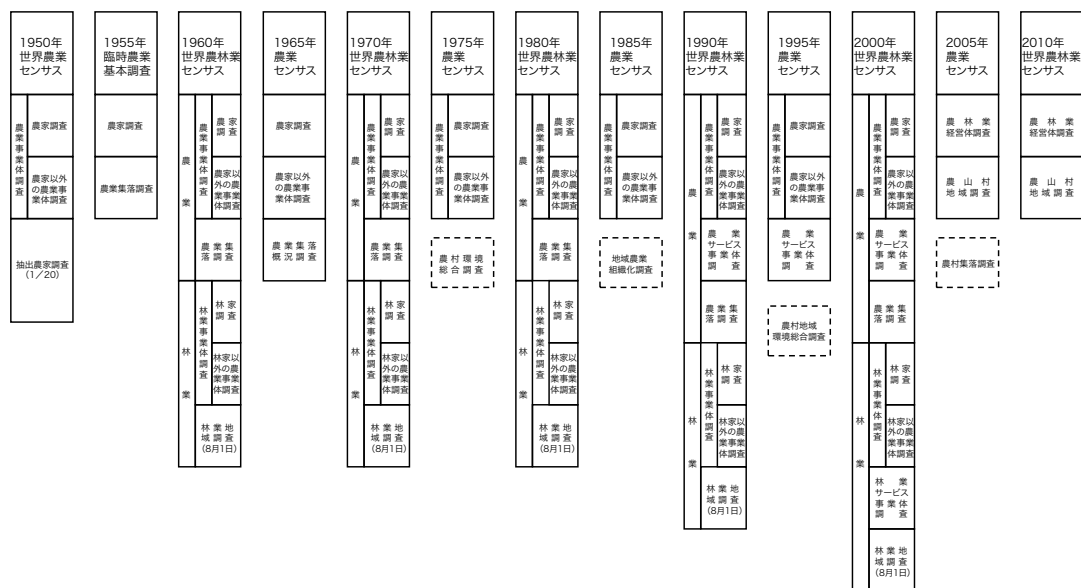 1950年
世界農業
センサス
農業事業体調査
農家調査
農家以外
の農業事
業体調査
抽出農家調査
(1/20)
1955年
臨時農業
基本調査
農家調査
農業集落調査
1960年
世界農林業
センサス
農業
農業事業体調査
農家
調査
農家以
外の農
業事業
体調査
農業集
落調査
林業
林業事業体調査
林家
調査
林家以
外の農
業事業
体調査
林業地
域調査
(8月1日)
1965年
農業
センサス
農家調査
農家以外
の農業事
業体調査
農業集落
概況調査
1970年
世界農林業
センサス
農業
農業事業体調査
農家
調査
農家以
外の農
業事業
体調査
農業集
落調査
林業
林業事業体調査
林家
調査
林家以
外の農
業事業
体調査
林業地
域調査
(8月1日)
1975年
農業
センサス
農業事業体調査
農家調査
農家以外
の農業事
業体調査
農村環境
総合調査
1980年
世界農林業
センサス
農業
農業事業体調査
農家
調査
農家以
外の農
業事業
体調査
農業集
落調査
林業
林業事業体調査
林家
調査
林家以
外の農
業事業
体調査
林業地
域調査
(8月1日)
1985年
農業
センサス
農業事業体調査
農家調査
農家以外
の農業事
業体調査
地域農業
組織化調査
1990年
世界農林業
センサス
農業
農業事業体調査
農家
調査
農家以
外の農
業事業
体調査
農業
サービス
事業体
調査
農業集
落調査
林業
林業事業体調査
林家
調査
林家以
外の農
業事業
体調査
林業地
域調査
(8月1日)
1995年
農業
センサス
農業事業体調査
農家調査
農家以外
の農業事
業体調査
農業
サービス
事業体
調査
農村地域
環境総合調査
2000年
世界農林業
センサス
農業
農業事業体調査
農家
調査
農家以
外の農
業事業
体調査
農業
サービス
事業体
調査
農業集
落調査
林業
林業事業体調査
林家
調査
林家以
外の農
業事業
体調査
林業
サービス
事業体
調査
林業地
域調査
(8月1日)
2005年
農業
センサス
農林業
経営体調査
農山村
地域調査
農村集落調査
2010年
世界農林業
センサス
農林業
経営体調査
農山村
地域調査